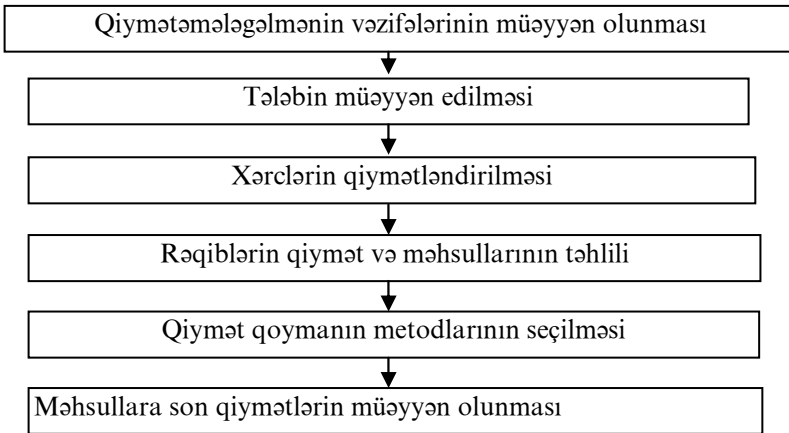 Qiymətəmələgəlmənin vəzifələrinin müəyyən olunması
Tələbin müəyyən edilməsi
Xərclərin qiymətləndirilməsi
Rəqiblərin qiymət və məhsullarının təhlili
Qiymət qoymanın metodlarının seçilməsi
Məhsullara son qiymətlərin müəyyən olunması